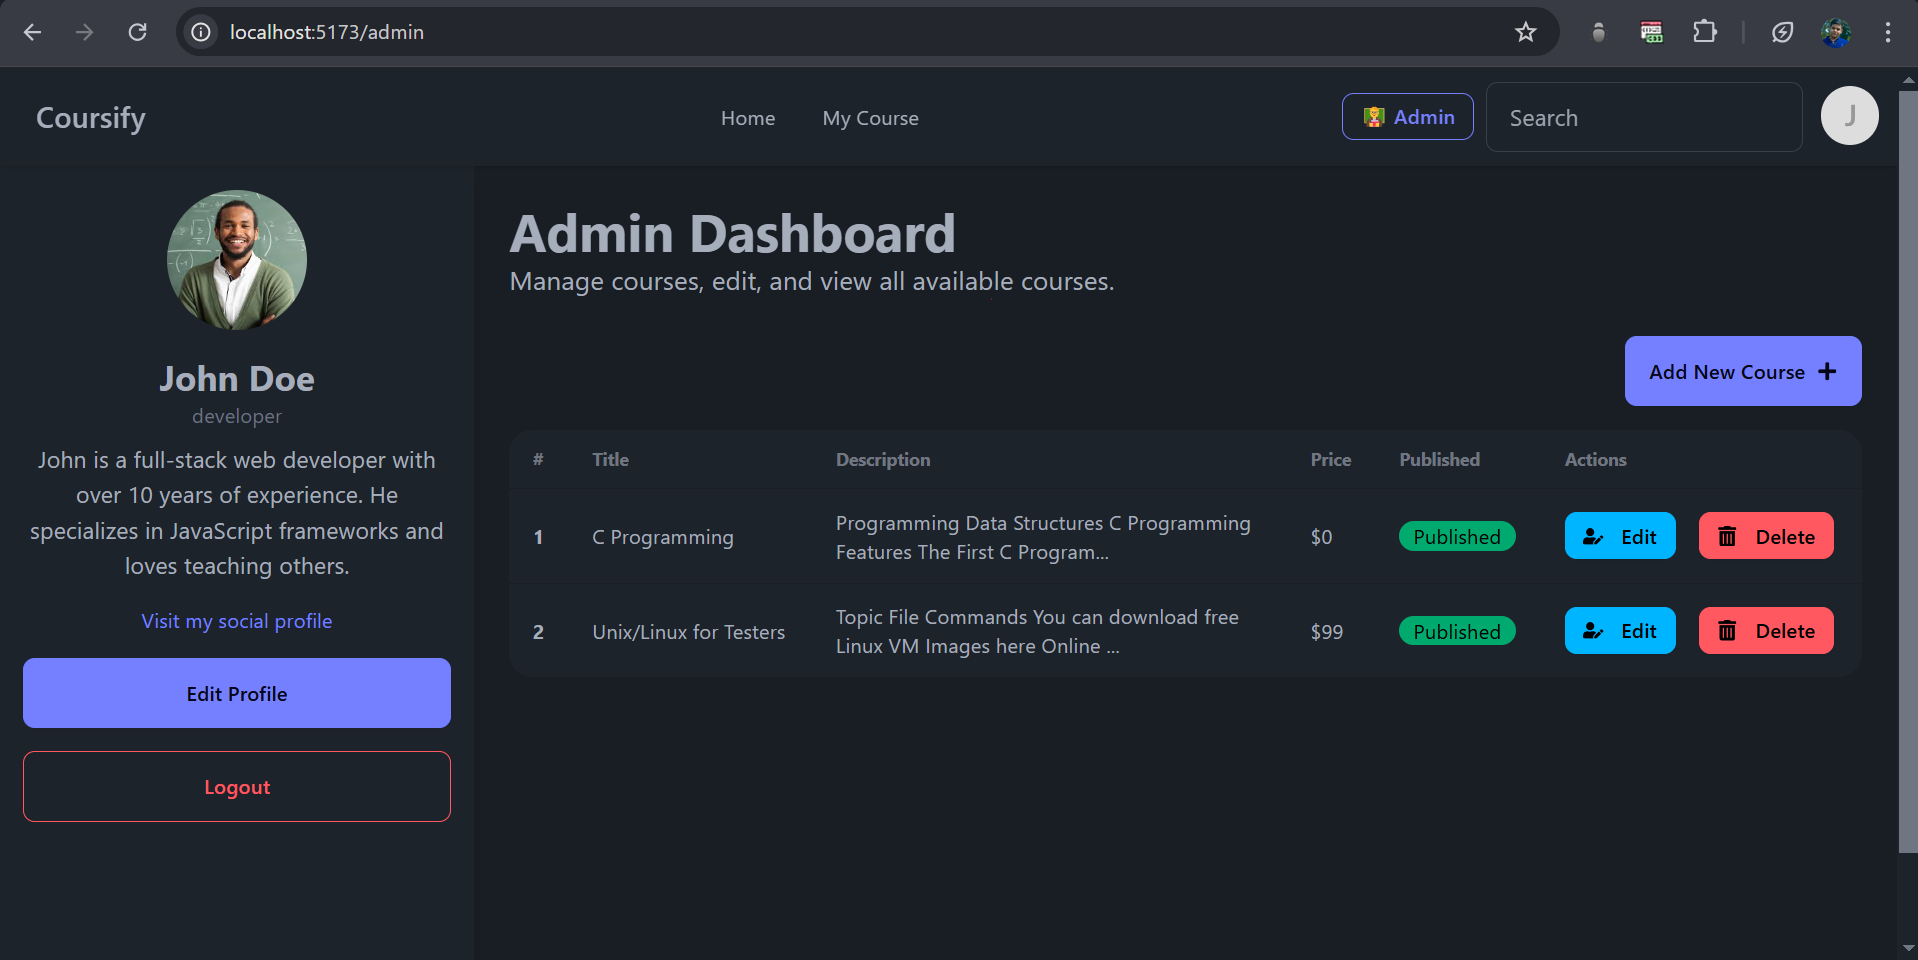 localhost:5173/admin
Coursify
Home
My Course
Admin
Search
J
John Doe
developer
John is a full-stack web developer with
over 10 years of experience. He
specializes in JavaScript frameworks and
loves teaching others.
Visit my social profile
Edit Profile
Logout
Admin Dashboard
Manage courses, edit, and view all available courses.
Add New Course
# Title Description Price Published Actions
1 C Programming Programming Data Structures C Programming
Features The First C Program... $0 Published Edit Delete
2 Unix/Linux for Testers Topic File Commands You can download free
Linux VM Images here Online ... $99 Published Edit Delete